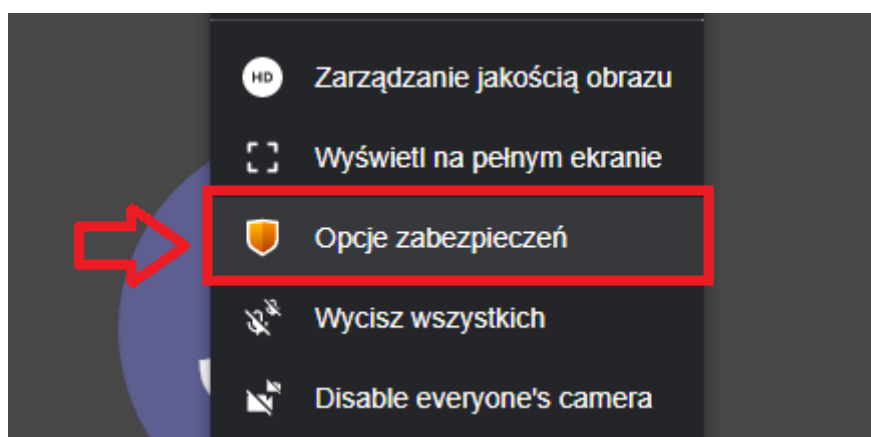 HD Zarządzanie jakością obrazu
Wyświetl na pełnym ekranie
Opcje zabezpieczeń
Wycisz wszystkich
Disable everyone's camera